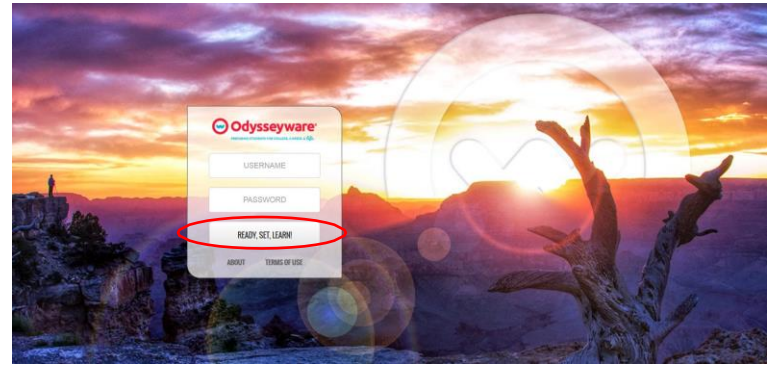 Odysseyware
USERNAME
PASSWORD
READY, SET, LEARN!
ABOUT TERMS OF USE